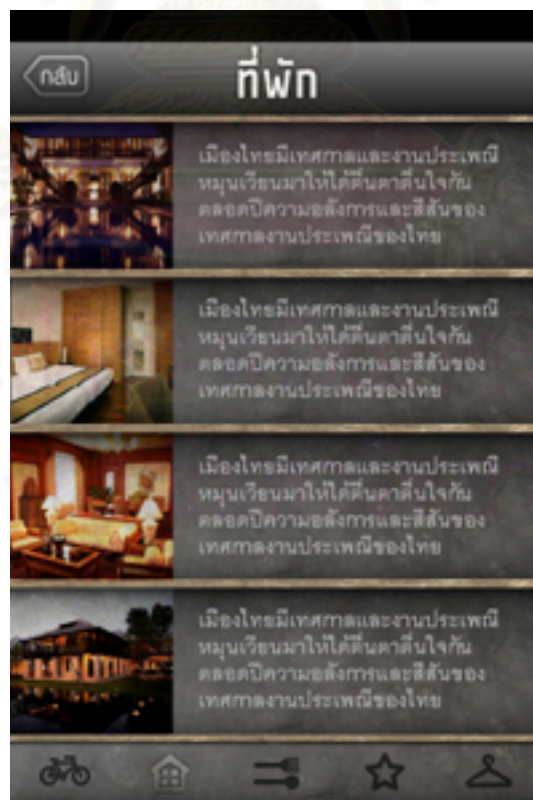 กลับ
ที่พัก
เมืองไทยมีเทศกาลและงานประเพณี
หมุนเวียนมาให้ได้ตื่นตาตื่นใจกัน
ตลอดปีความอลังการและสีสันของ
เทศกาลงานประเพณีของไทย
เมืองไทยมีเทศกาลและงานประเพณี
หมุนเวียนมาให้ได้ตื่นตาตื่นใจกัน
ตลอดปีความอลังการและสีสันของ
เทศกาลงานประเพณีของไทย
เมืองไทยมีเทศกาลและงานประเพณี
หมุนเวียนมาให้ได้ตื่นตาตื่นใจกัน
ตลอดปีความอลังการและสีสันของ
เทศกาลงานประเพณีของไทย
เมืองไทยมีเทศกาลและงานประเพณี
หมุนเวียนมาให้ได้ตื่นตาตื่นใจกัน
ตลอดปีความอลังการและสีสันของ
เทศกาลงานประเพณีของไทย